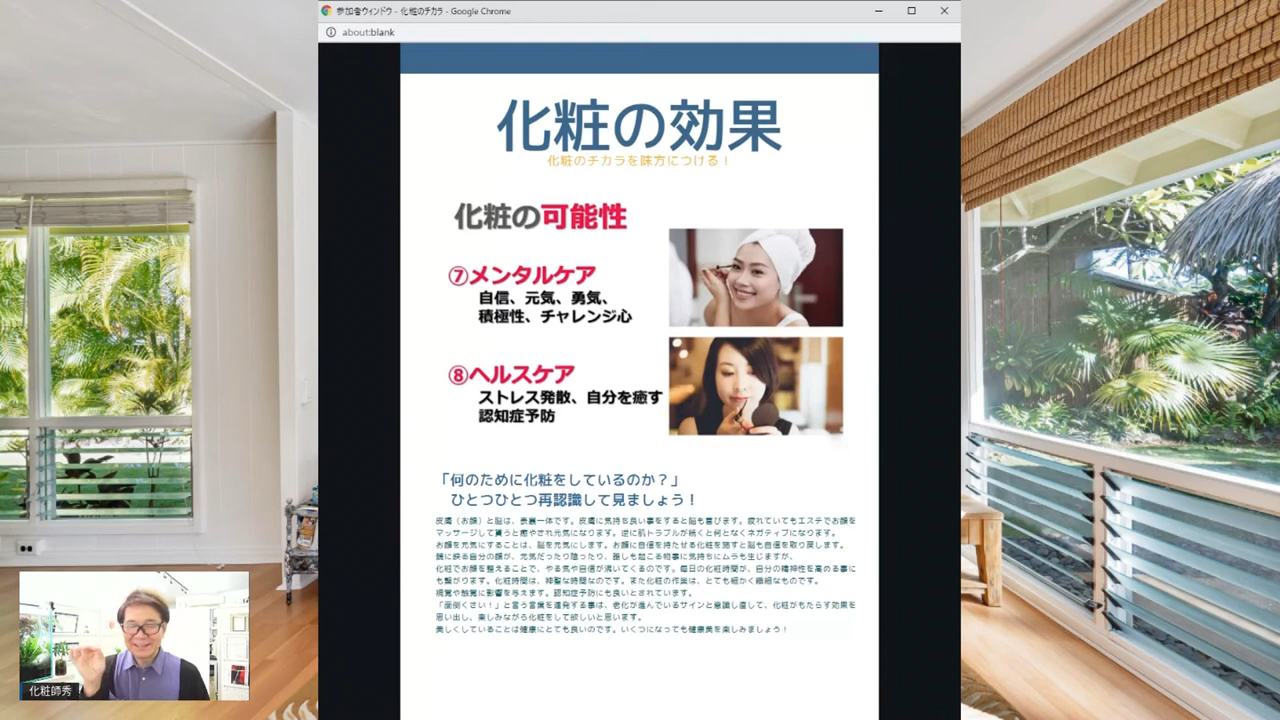 参加者ウィンドウ - 化粧のチカラ - Google Chrome
about:blank
化粧の効果
化粧のチカラを味方につける！
化粧の可能性
⑦メンタルケア
自信、元気、勇気、
積極性、チャレンジ心
⑧ヘルスケア
ストレス発散、自分を癒す
認知症予防
「何のために化粧をしているのか？」
ひとつひとつ再認識して見ましょう！
皮膚（お顔）と脳は、表裏一体です。皮膚に気持ち良い事をすると脳も喜びます。疲れていてもエステでお顔を
マッサージして貰うと癒やされ元気になります。逆に肌トラブルが続くと何となくネガティブになります。
お顔を元気にすることは、脳を元気にします。お顔に自信を持たせる化粧を施すと脳も自信を取り戻します。
鏡に映る自分の顔が、元気だったり陰ったり、誰しも起こる物事に気持ちにムラも生じますが、
化粧でお顔を整えることで、やる気や自信が沸いてくるのです。毎日の化粧時間が、自分の精神性を高める事に
も繋がります。化粧時間は、神聖な時間なのです。また化粧の作業は、とても細かく繊細なものです。
視覚や触覚に影響を与えます。認知症予防にも良いとされています。
「面倒くさい！」と言う言葉を連発する事は、老化が進んでいるサインと意識し直して、化粧がもたらす効果を
思い出し、楽しみながら化粧をして欲しいと思います。
美しくしていることは健康にとても良いのです。いくつになっても健康美を楽しみましょう！
化粧師秀